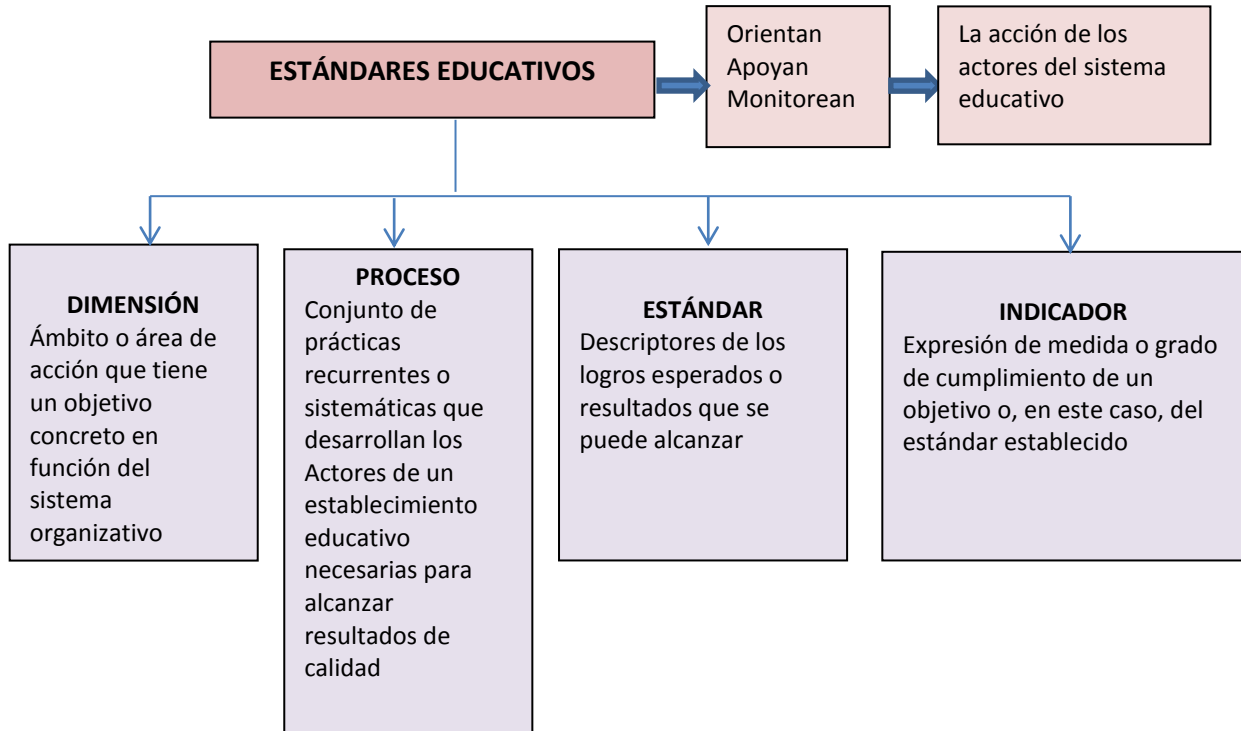 ESTÁNDARES EDUCATIVOS
Orientan
Apoyan
Monitorean
La acción de los
actores del sistema
educativo
DIMENSIÓN
Ámbito o área de
acción que tiene
un objetivo
concreto en
función del
sistema
organizativo
PROCESO
Conjunto de
prácticas
recurrentes o
sistemáticas que
desarrollan los
Actores de un
establecimiento
educativo
necesarias para
alcanzar
resultados de
calidad
ESTÁNDAR
Descriptores de los
logros esperados o
resultados que se
puede alcanzar
INDICADOR
Expresión de medida o grado
de cumplimiento de un
objetivo o, en este caso, del
estándar establecido